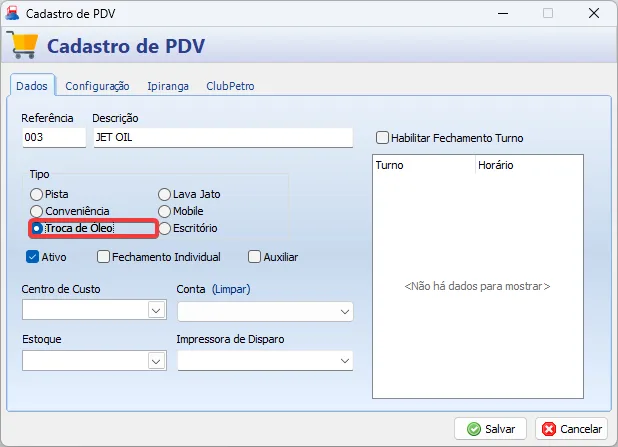 Cadastro de PDV
Cadastro de PDV
Dados Configuração Ipiranga ClubPetro
Referência Descrição
003 JET OIL
Habilitar Fechamento Turno
Turno Horário
Tipo
Pista Lava Jato
Conveniência Mobile
Troca de Óleo Escritório
Ativo Fechamento Individual Auxiliar
<Não há dados para mostrar>
Centro de Custo Conta (Limpar)
Estoque Impressora de Disparo
Salvar Cancelar